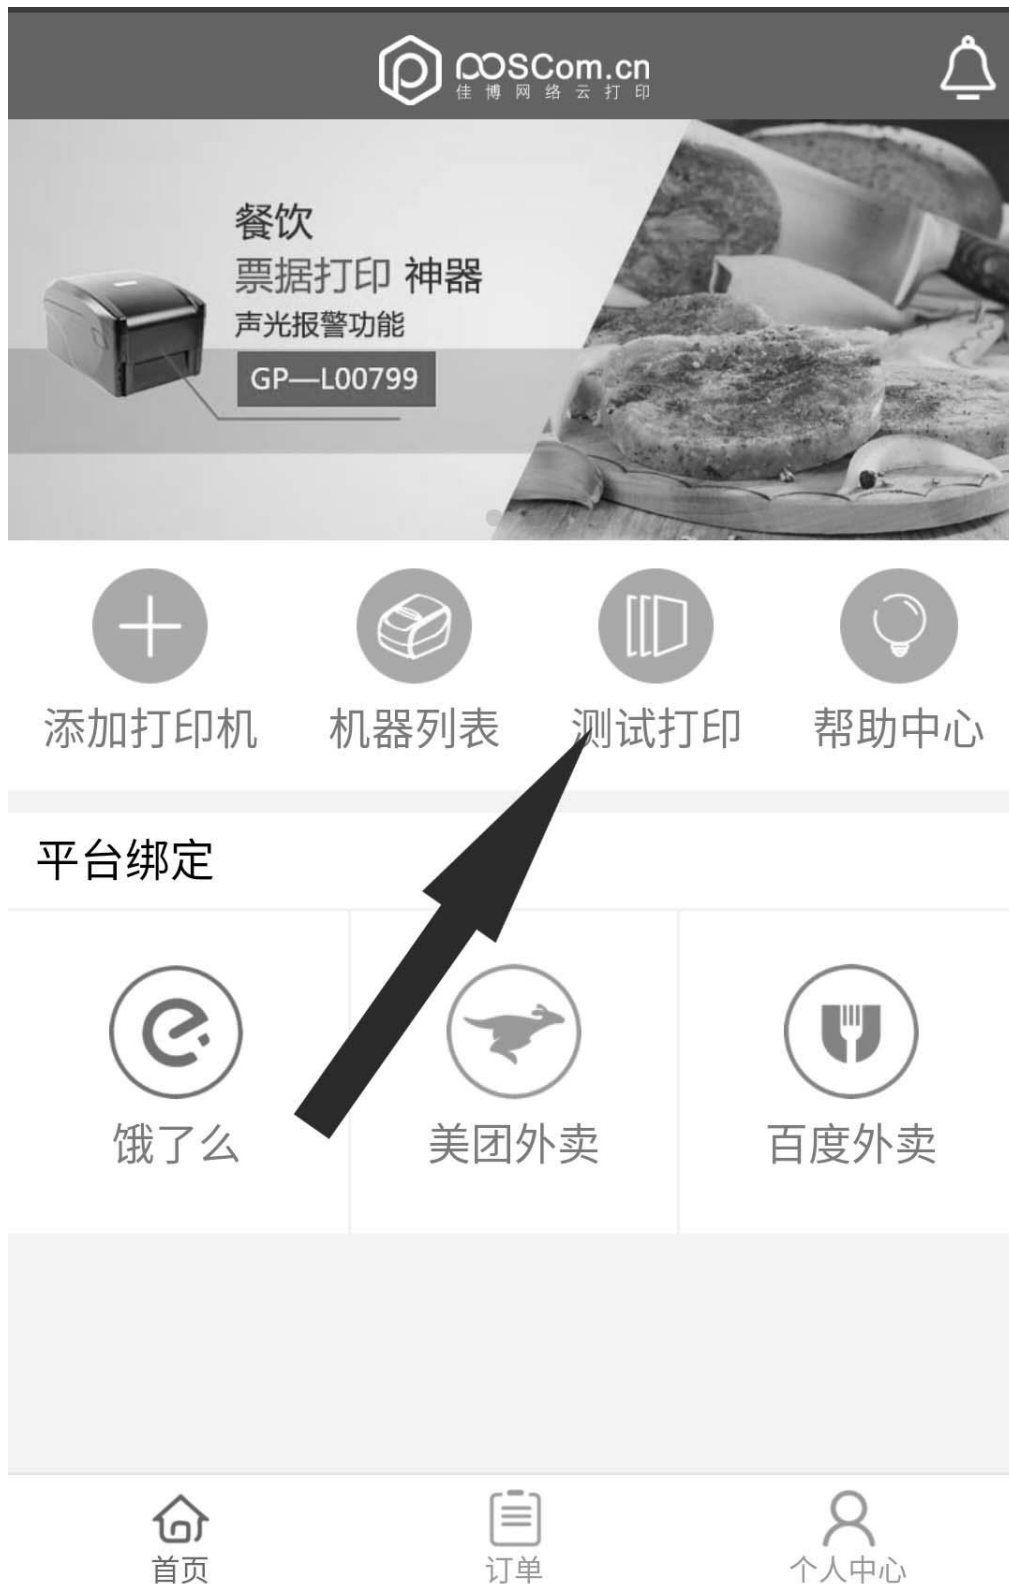 POSCom.cn
佳博网络云打印
餐饮
票据打印 神器
声光报警功能
GP—L00799
添加打印机 机器列表 测试打印 帮助中心
平台绑定
饿了么 美团外卖 百度外卖
首页 订单 个人中心